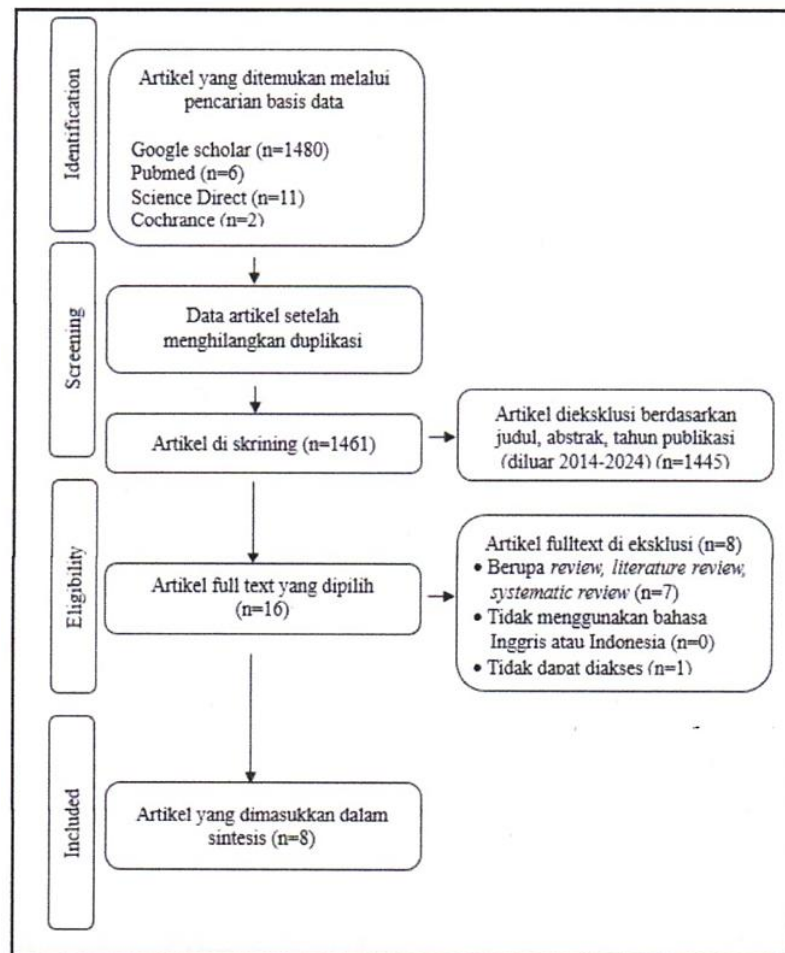 Identification
Artikel yang ditemukan melalui
pencarian basis data
Google scholar (n=1480)
Pubmed (n=6)
Science Direct (n=11)
Cochrance (n=2)
Screening
Data artikel setelah
menghilangkan duplikasi
Artikel di skrining (n=1461)
Artikel dieksklusi berdasarkan
judul, abstrak, tahun publikasi
(diluar 2014-2024) (n=1445)
Eligibility
Artikel full text yang dipilih
(n=16)
Artikel fulltext di eksklusi (n=8)
• Berupa review, literature review,
systematic review (n=7)
• Tidak menggunakan bahasa
Inggris atau Indonesia (n=0)
• Tidak dapat diakses (n=1)
Included
Artikel yang dimasukkan dalam
sintesis (n=8)